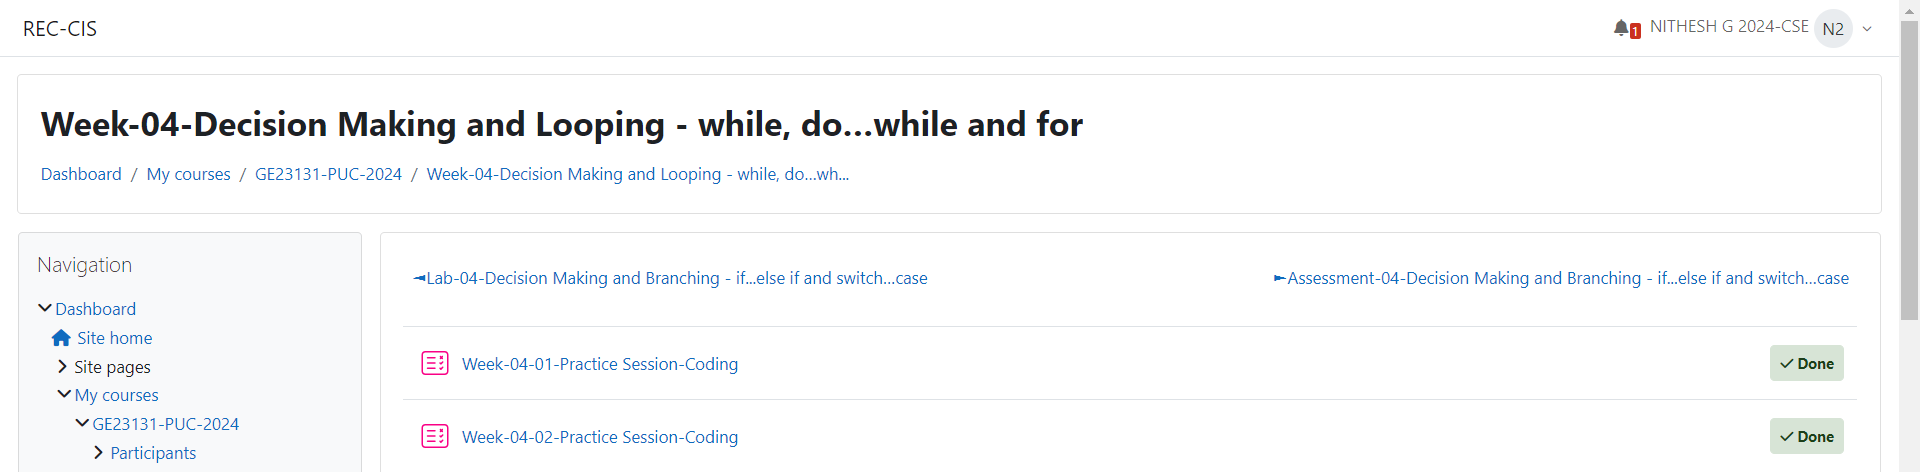 REC-CIS
1 NITHESH G 2024-CSE N2
Week-04-Decision Making and Looping - while, do...while and for
Dashboard / My courses / GE23131-PUC-2024 / Week-04-Decision Making and Looping - while, do...wh...
Navigation
Dashboard
Site home
Site pages
My courses
GE23131-PUC-2024
Participants
◄Lab-04-Decision Making and Branching - if...else if and switch...case
►Assessment-04-Decision Making and Branching - if...else if and switch...case
Week-04-01-Practice Session-Coding
Done
Week-04-02-Practice Session-Coding
Done